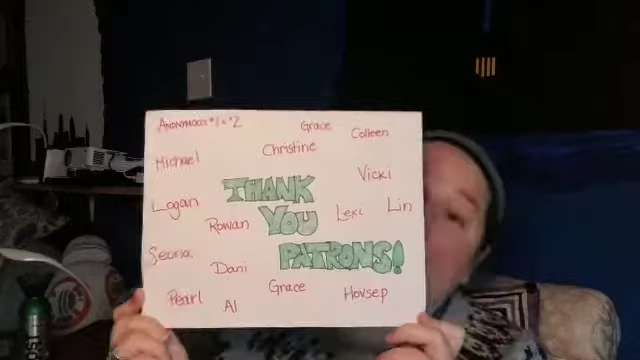 Anonymous #1 & #2
Grace
Colleen
Michael
Christine
Vicki
Logan
THANK
Rowan
YOU
Lexi
Lin
Seona
Dani
PATRONS!
Pearl
Al
Grace
Hovsep